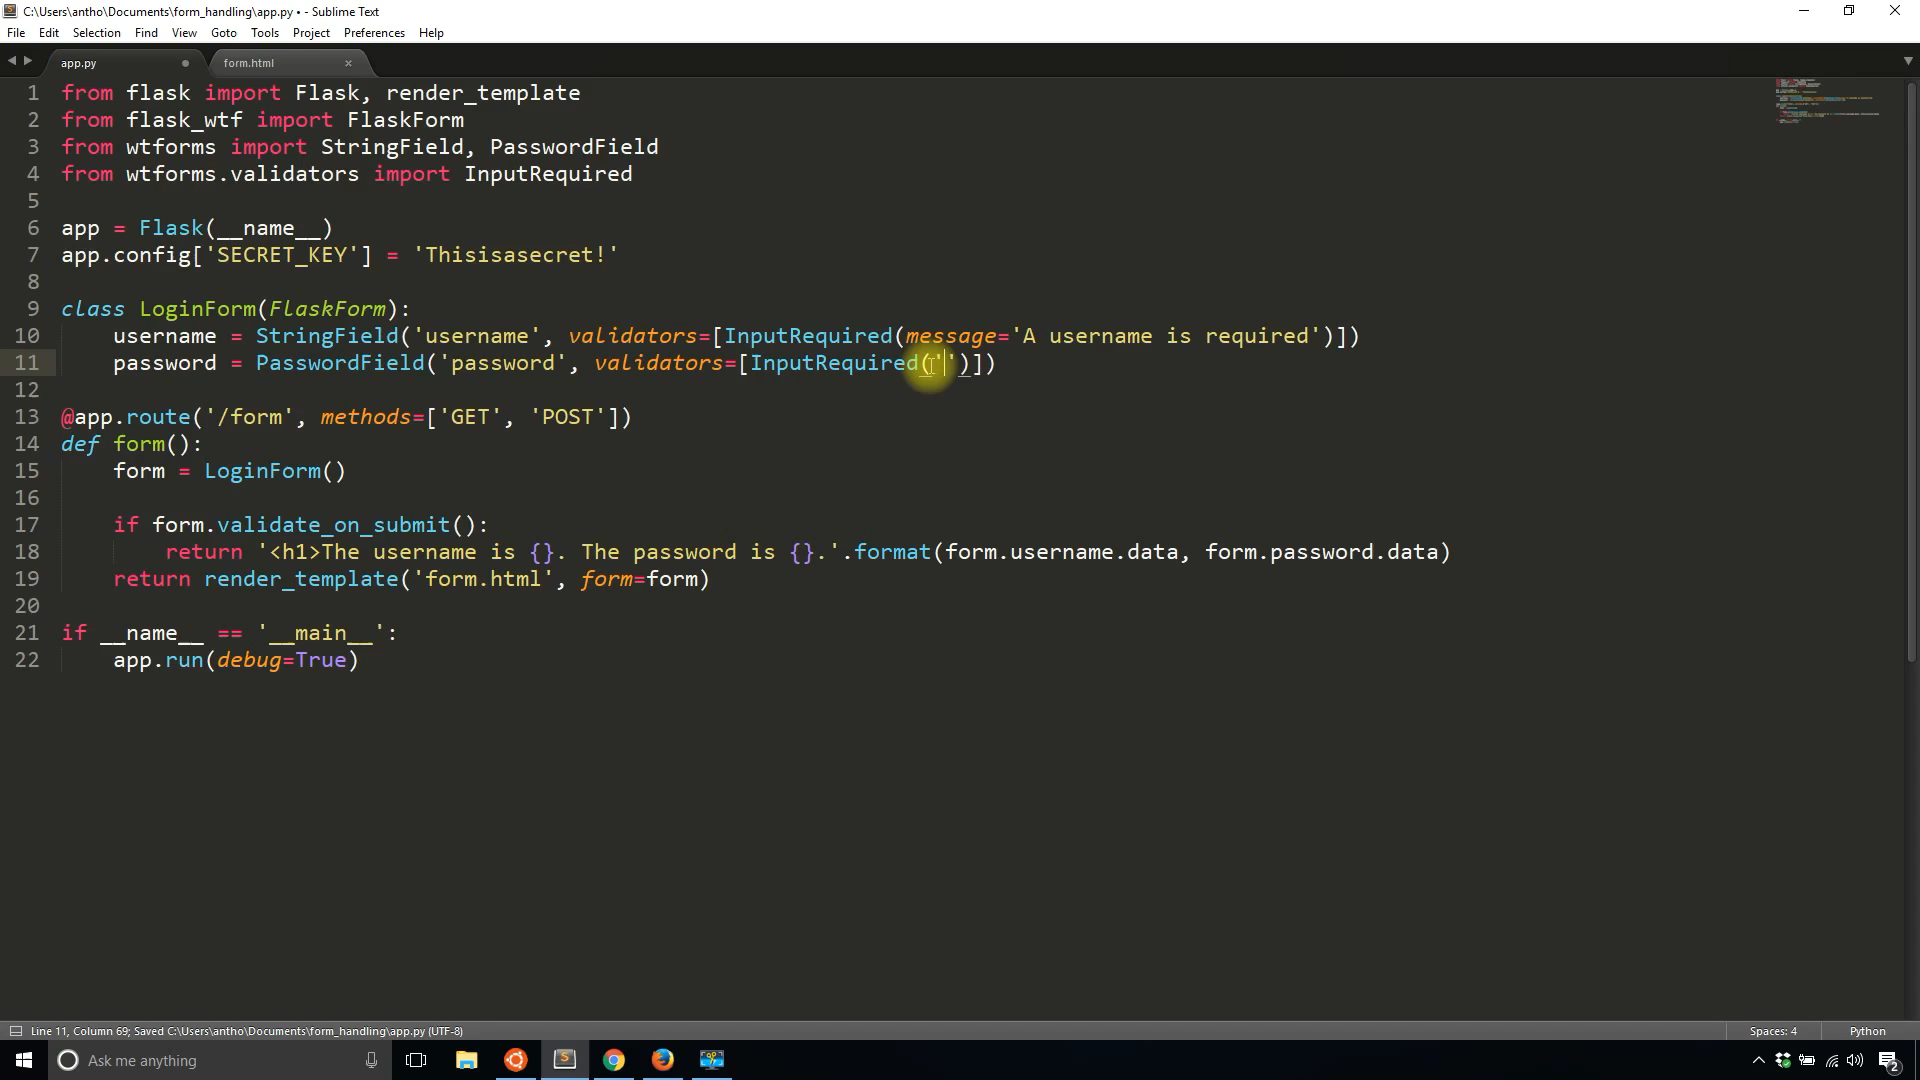 C:\Users\antho\Documents\form_handling\app.py • - Sublime Text
File Edit Selection Find View Goto Tools Project Preferences Help
app.py form.html
1 from flask import Flask, render_template
2 from flask_wtf import FlaskForm
3 from wtforms import StringField, PasswordField
4 from wtforms.validators import InputRequired
5
6 app = Flask(__name__)
7 app.config['SECRET_KEY'] = 'Thisisasecret!'
8
9 class LoginForm(FlaskForm):
10 username = StringField('username', validators=[InputRequired(message='A username is required')])
11 password = PasswordField('password', validators=[InputRequired('')])
12
13 @app.route('/form', methods=['GET', 'POST'])
14 def form():
15 form = LoginForm()
16
17 if form.validate_on_submit():
18 return '<h1>The username is {}. The password is {}.'.format(form.username.data, form.password.data)
19 return render_template('form.html', form=form)
20
21 if __name__ == '__main__':
22 app.run(debug=True)
Line 11, Column 69; Saved C:\Users\antho\Documents\form_handling\app.py (UTF-8) Spaces: 4 Python
Ask me anything 2